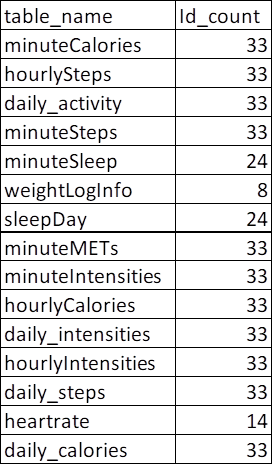 table_name Id_count
minuteCalories 33
hourlySteps 33
daily_activity 33
minuteSteps 33
minuteSleep 24
weightLogInfo 8
sleepDay 24
minuteMETs 33
minuteIntensities 33
hourlyCalories 33
daily_intensities 33
hourlyIntensities 33
daily_steps 33
heartrate 14
daily_calories 33